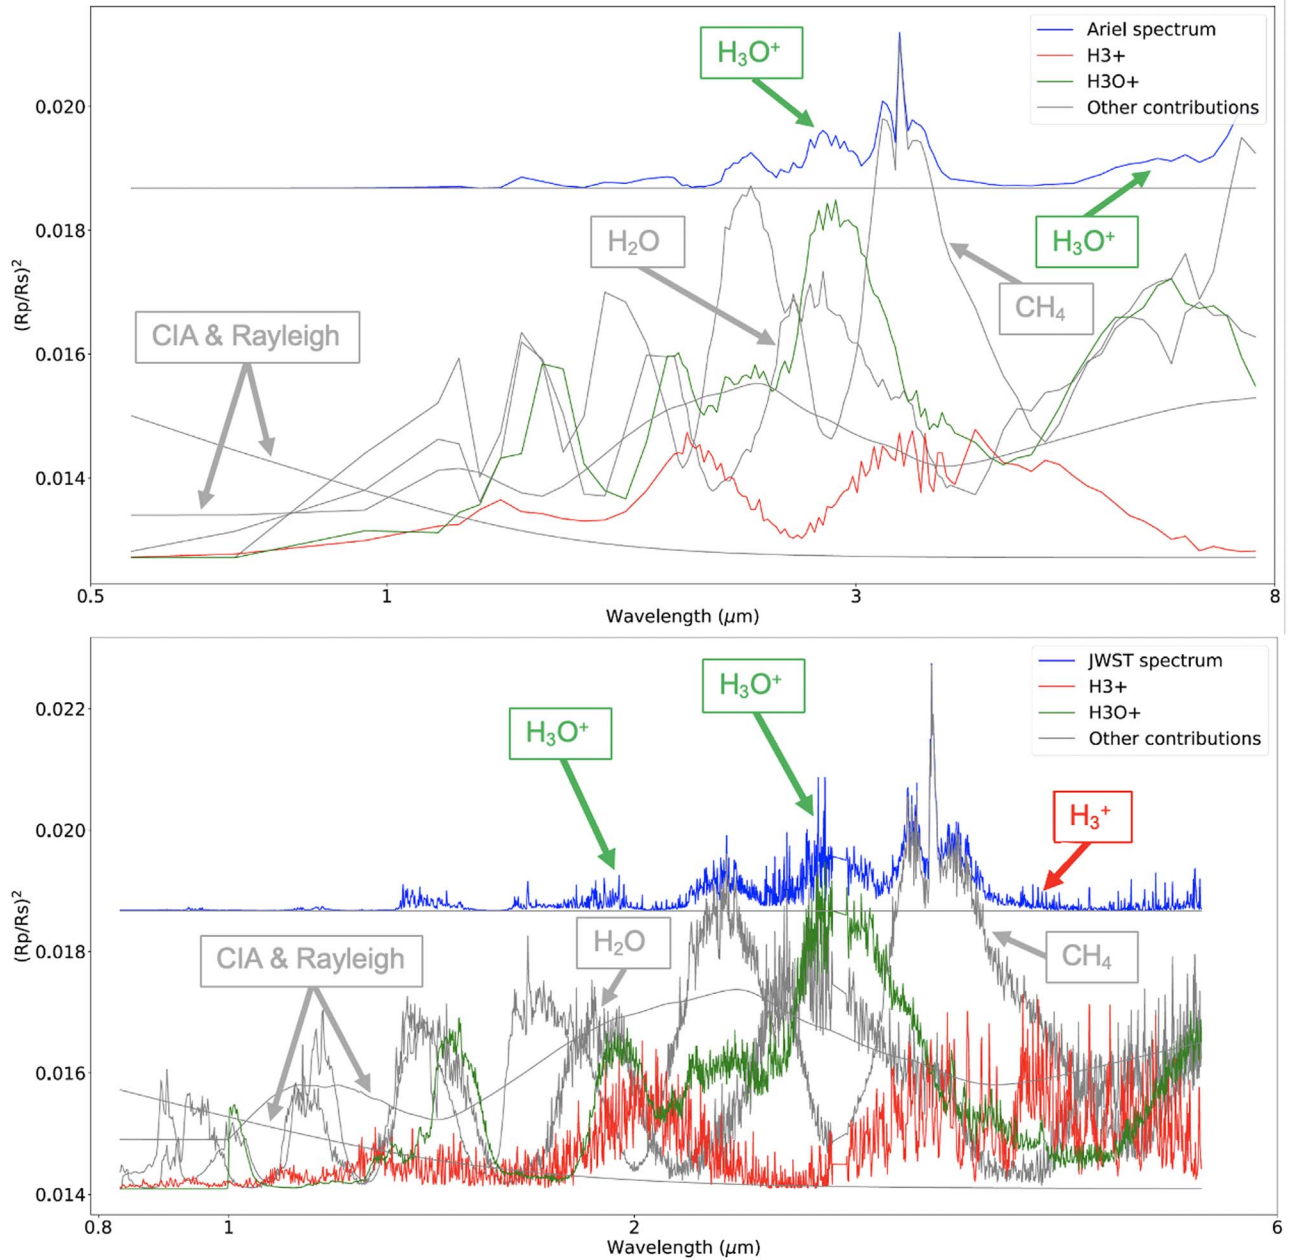 H₃O⁺
Ariel spectrum
H3+
H3O+
Other contributions
0.020
0.018
0.016
0.014
(Rp/Rs)²
H₂O
H₃O⁺
CH₄
CIA & Rayleigh
0.5
1
3
8
Wavelength (μm)
JWST spectrum
H3+
H3O+
Other contributions
H₃O⁺
H₃O⁺
H₃⁺
0.022
0.020
0.018
0.016
0.014
(Rp/Rs)²
CIA & Rayleigh
H₂O
CH₄
0.8
1
2
6
Wavelength (μm)